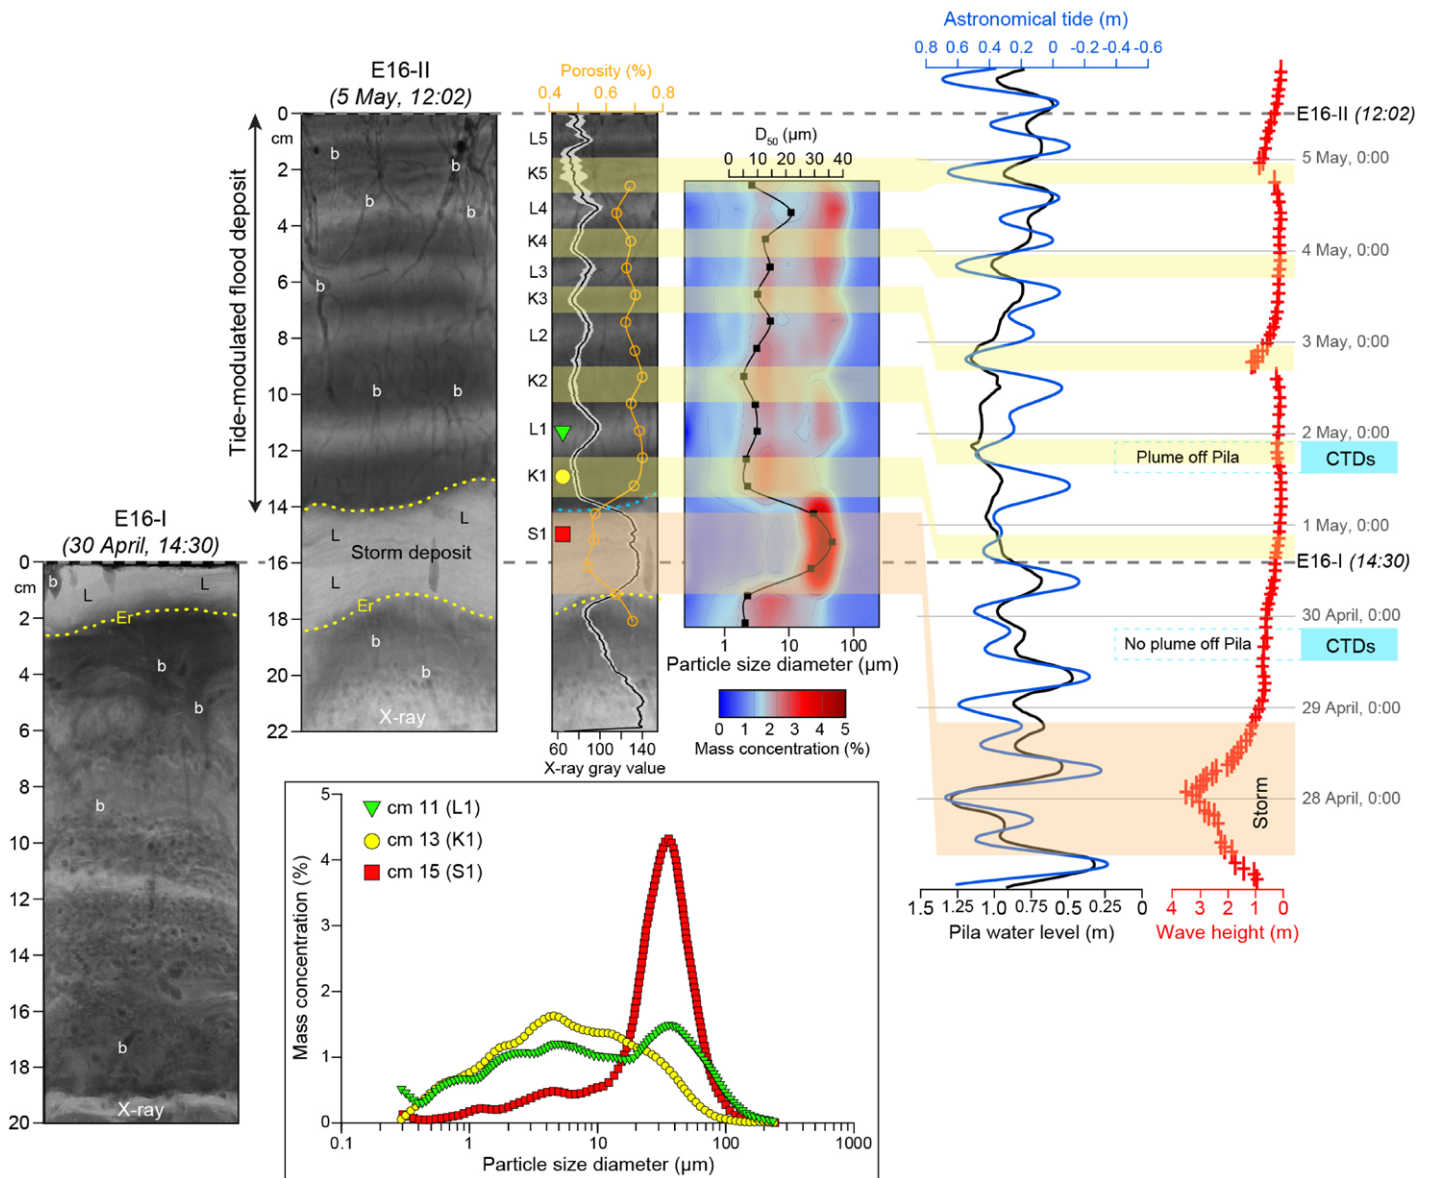 Astronomical tide (m)
0.8 0.6 0.4 0.2 0 -0.2 -0.4 -0.6
E16-II
(5 May, 12:02)
Porosity (%)
0.4 0.6 0.8
0
cm
2
4
6
8
10
12
14
16
18
20
22
Tide-modulated flood deposit
b
b
b
b
b
b
b
L
Storm deposit
L
L
Er
b
b
X-ray
L5
K5
L4
K4
L3
K3
L2
K2
L1
K1
S1
60 100 140
X-ray gray value
D50 (µm)
0 10 20 30 40
1 10 100
Particle size diameter (µm)
0 1 2 3 4 5
Mass concentration (%)
E16-II (12:02)
5 May, 0:00
4 May, 0:00
3 May, 0:00
2 May, 0:00
Plume off Pila
CTDs
1 May, 0:00
E16-I (14:30)
30 April, 0:00
No plume off Pila
CTDs
29 April, 0:00
28 April, 0:00
Storm
1.5 1.25 1.0 0.75 0.5 0.25 0
Pila water level (m)
4 3 2 1 0
Wave height (m)
E16-I
(30 April, 14:30)
0
cm
2
4
6
8
10
12
14
16
18
20
b
L
L
Er
b
b
b
b
X-ray
5
4
3
2
1
0
Mass concentration (%)
cm 11 (L1)
cm 13 (K1)
cm 15 (S1)
0.1 1 10 100 1000
Particle size diameter (µm)